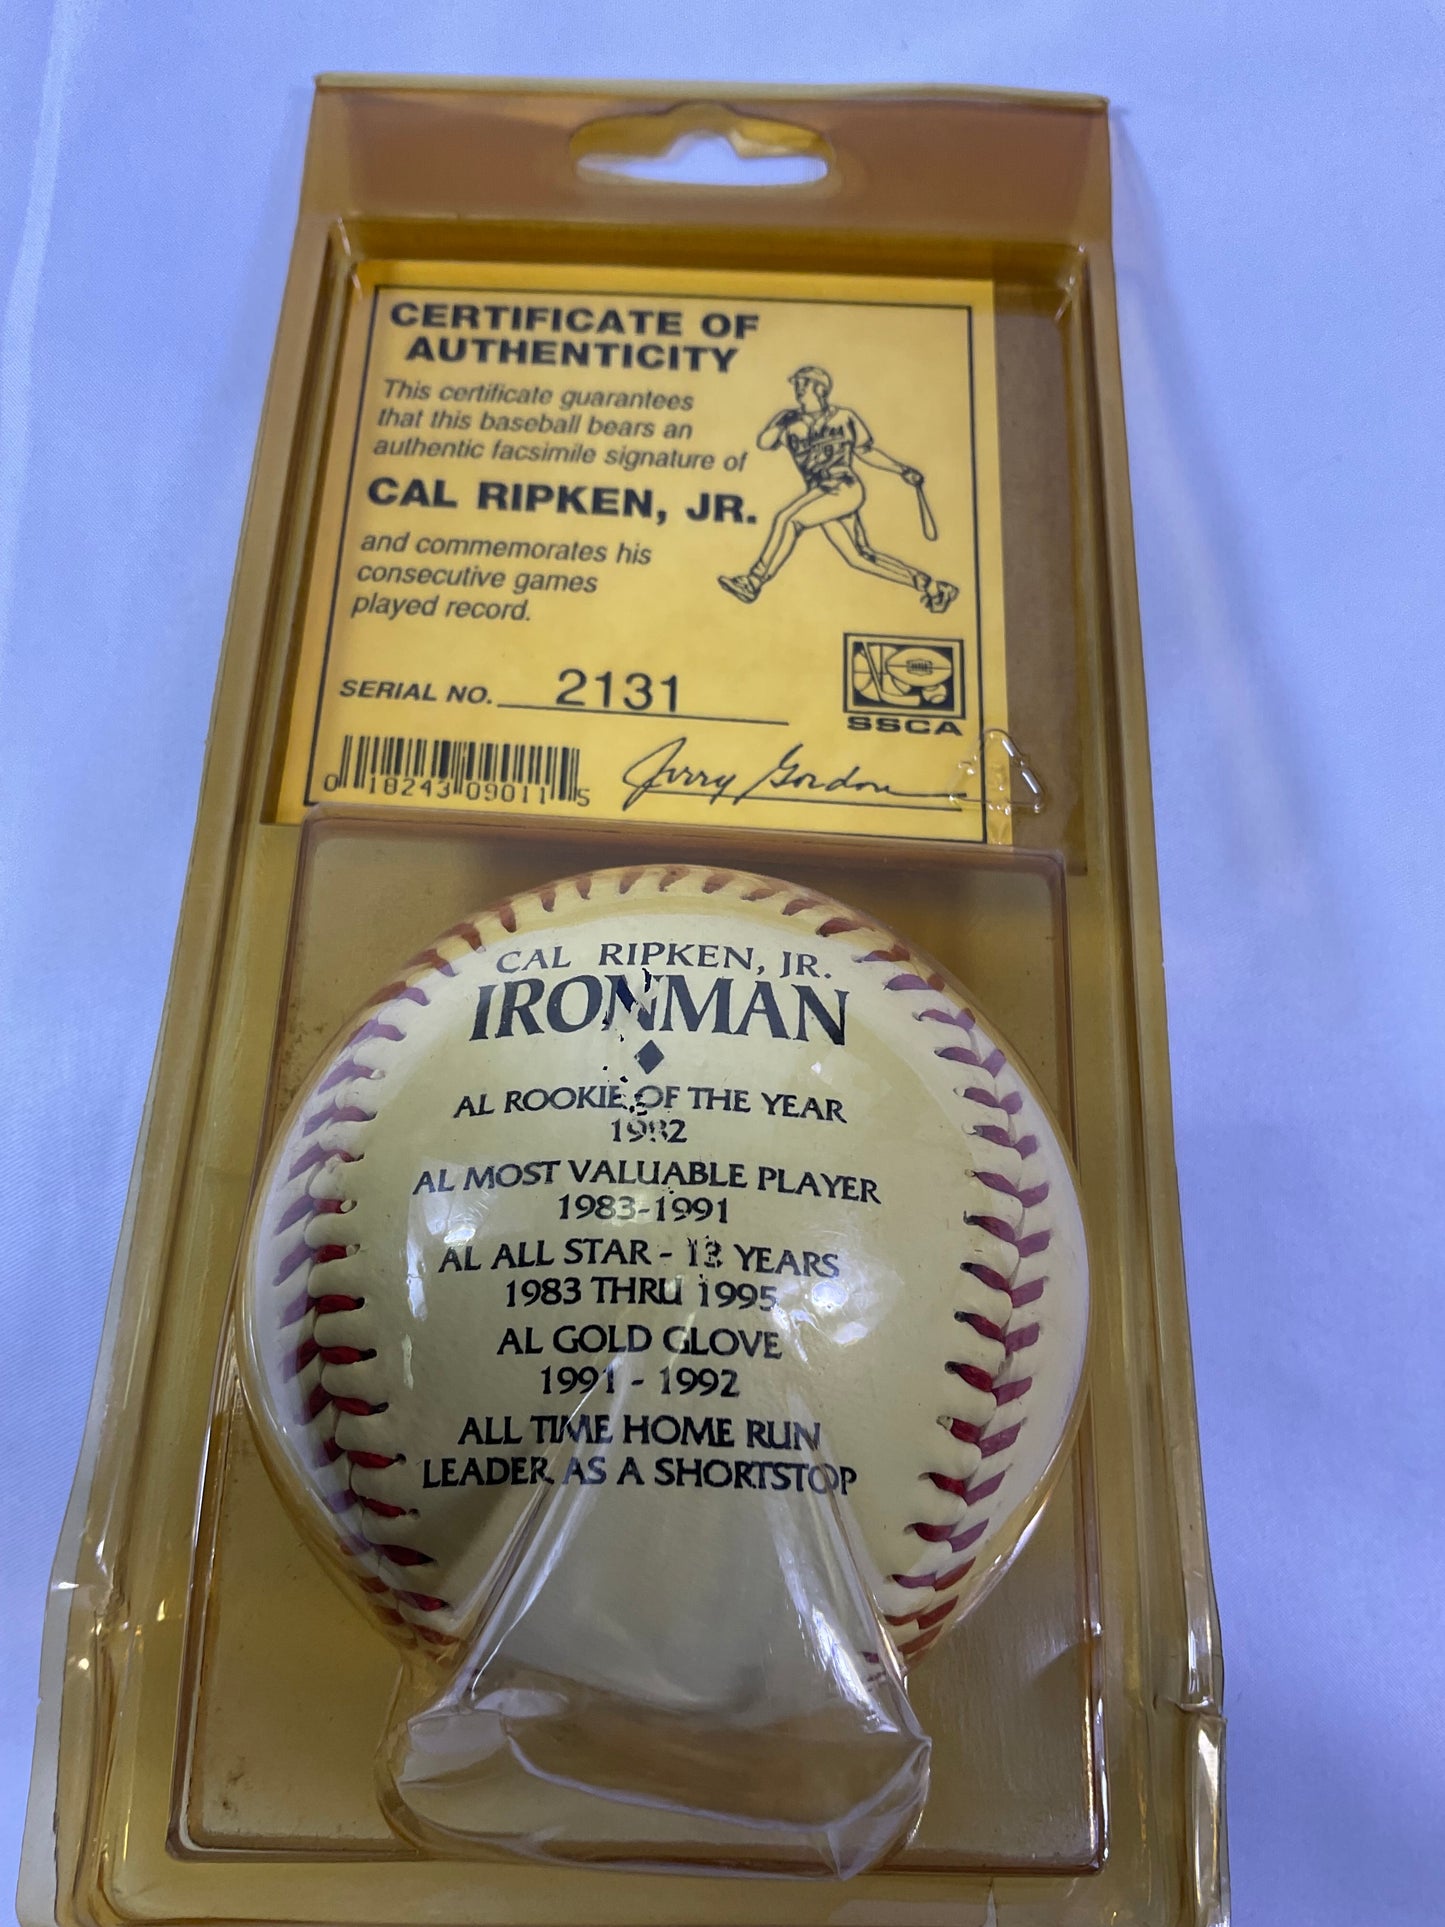 CERTIFICATE OF
AUTHENTICITY
This certificate guarantees
that this baseball bears an
authentic facsimile signature of
CAL RIPKEN, JR.
and commemorates his
consecutive games
played record.
Orioles
SERIAL NO. 2131
SSCA
0 18243 09011 5
Jerry Gordon
CAL RIPKEN, JR.
IRONMAN
AL ROOKIE OF THE YEAR
1982
AL MOST VALUABLE PLAYER
1983-1991
AL ALL STAR - 13 YEARS
1983 THRU 1995
AL GOLD GLOVE
1991 - 1992
ALL TIME HOME RUN
LEADER AS A SHORTSTOP